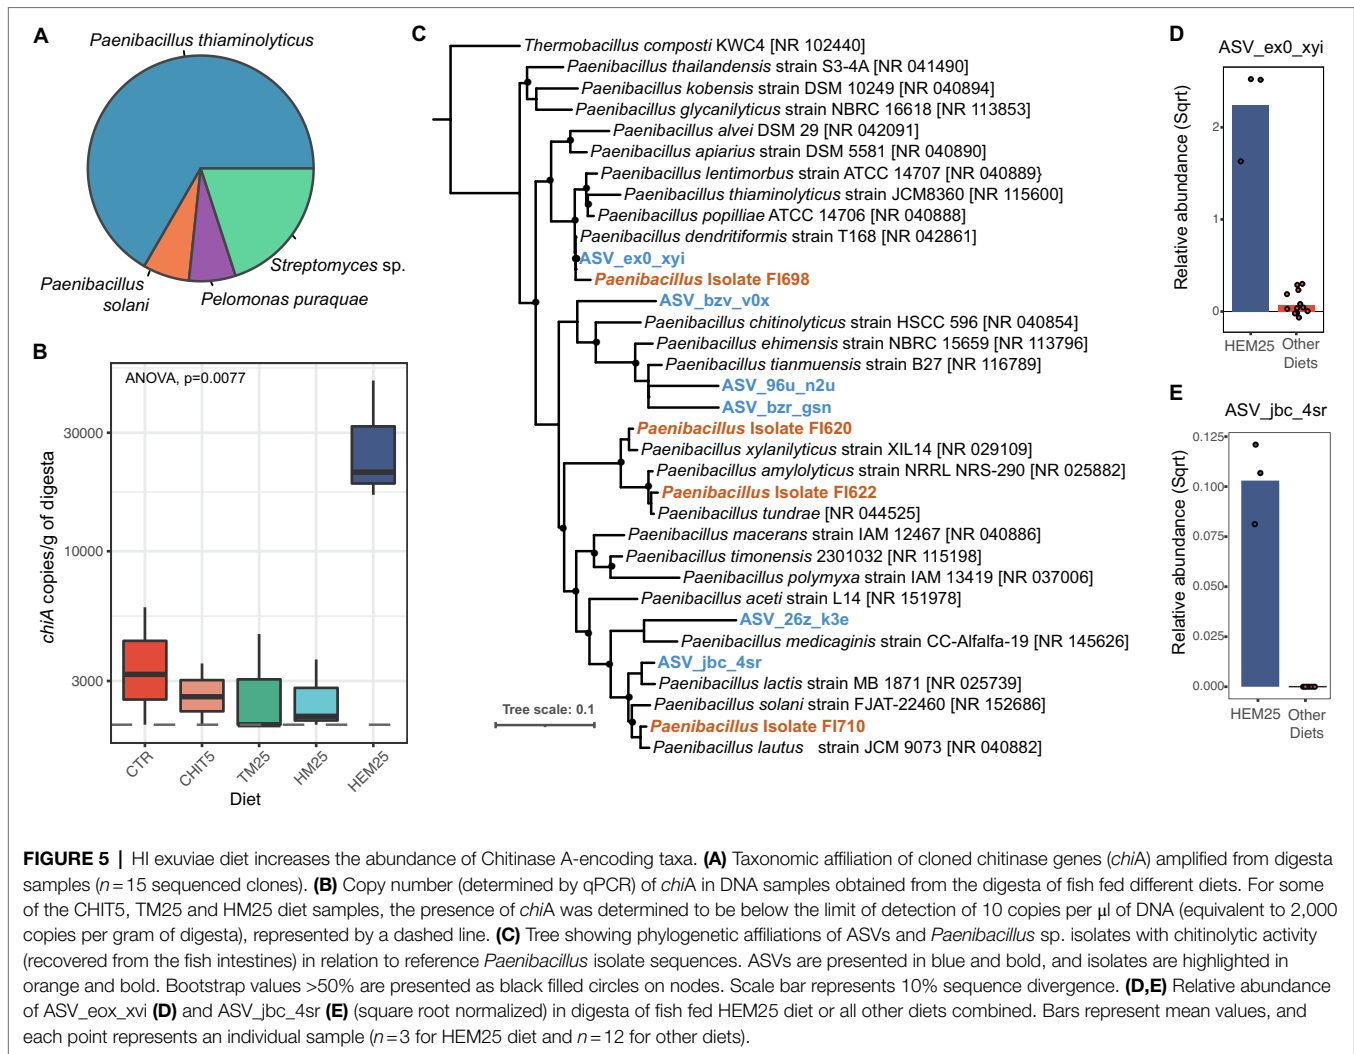 A
Paenibacillus thiaminolyticus
Streptomyces sp.
Paenibacillus
solani
Pelomonas puraquae
B
ANOVA, p=0.0077
30000
10000
3000
chiA copies/g of digesta
CTR
CHIT5
TM25
HM25
HEM25
Diet
C
Thermobacillus composti KWC4 [NR 102440]
Paenibacillus thailandensis strain S3-4A [NR 041490]
Paenibacillus kobensis strain DSM 10249 [NR 040894]
Paenibacillus glycanilyticus strain NBRC 16618 [NR 113853]
Paenibacillus alvei DSM 29 [NR 042091]
Paenibacillus apiarius strain DSM 5581 [NR 040890]
Paenibacillus lentimorbus strain ATCC 14707 [NR 040889}
Paenibacillus thiaminolyticus strain JCM8360 [NR 115600]
Paenibacillus popilliae ATCC 14706 [NR 040888]
Paenibacillus dendritiformis strain T168 [NR 042861]
ASV_ex0_xyi
Paenibacillus Isolate FI698
ASV_bzv_v0x
Paenibacillus chitinolyticus strain HSCC 596 [NR 040854]
Paenibacillus ehimensis strain NBRC 15659 [NR 113796]
Paenibacillus tianmuensis strain B27 [NR 116789]
ASV_96u_n2u
ASV_bzr_gsn
Paenibacillus Isolate FI620
Paenibacillus xylanilyticus strain XIL14 [NR 029109]
Paenibacillus amylolyticus strain NRRL NRS-290 [NR 025882]
Paenibacillus Isolate FI622
Paenibacillus tundrae [NR 044525]
Paenibacillus macerans strain IAM 12467 [NR 040886]
Paenibacillus timonensis 2301032 [NR 115198]
Paenibacillus polymyxa strain IAM 13419 [NR 037006]
Paenibacillus aceti strain L14 [NR 151978]
ASV_26z_k3e
Paenibacillus medicaginis strain CC-Alfalfa-19 [NR 145626]
ASV_jbc_4sr
Paenibacillus lactis strain MB 1871 [NR 025739]
Paenibacillus solani strain FJAT-22460 [NR 152686]
Paenibacillus Isolate FI710
Paenibacillus lautus strain JCM 9073 [NR 040882]
Tree scale: 0.1
D
ASV_ex0_xyi
Relative abundance (Sqrt)
2
1
0
HEM25
Other
Diets
E
ASV_jbc_4sr
Relative abundance (Sqrt)
0.125
0.100
0.075
0.050
0.025
0.000
HEM25
Other
Diets
FIGURE 5 | HI exuviae diet increases the abundance of Chitinase A-encoding taxa. (A) Taxonomic affiliation of cloned chitinase genes (chiA) amplified from digesta
samples (n=15 sequenced clones). (B) Copy number (determined by qPCR) of chiA in DNA samples obtained from the digesta of fish fed different diets. For some
of the CHIT5, TM25 and HM25 diet samples, the presence of chiA was determined to be below the limit of detection of 10 copies per μl of DNA (equivalent to 2,000
copies per gram of digesta), represented by a dashed line. (C) Tree showing phylogenetic affiliations of ASVs and Paenibacillus sp. isolates with chitinolytic activity
(recovered from the fish intestines) in relation to reference Paenibacillus isolate sequences. ASVs are presented in blue and bold, and isolates are highlighted in
orange and bold. Bootstrap values >50% are presented as black filled circles on nodes. Scale bar represents 10% sequence divergence. (D,E) Relative abundance
of ASV_eox_xvi (D) and ASV_jbc_4sr (E) (square root normalized) in digesta of fish fed HEM25 diet or all other diets combined. Bars represent mean values, and
each point represents an individual sample (n=3 for HEM25 diet and n=12 for other diets).